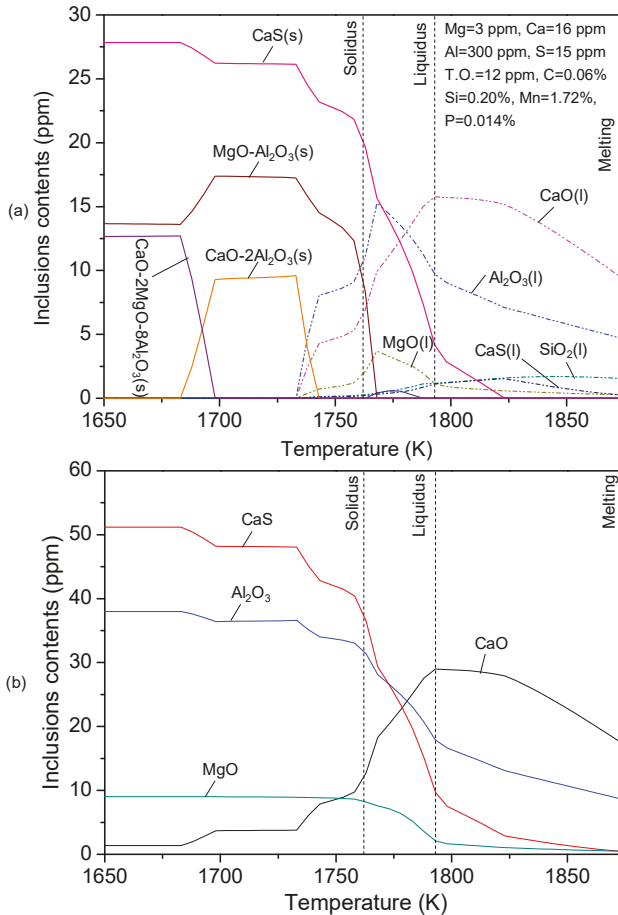 (a)
Inclusions contents (ppm)
30
25
20
15
10
5
0
CaS(s)
MgO-Al₂O₃(s)
CaO-2Al₂O₃(s)
CaO-2MgO-8Al₂O₃(s)
Solidus
Liquidus
Melting
Mg=3 ppm, Ca=16 ppm
Al=300 ppm, S=15 ppm
T.O.=12 ppm, C=0.06%
Si=0.20%, Mn=1.72%,
P=0.014%
CaO(l)
Al₂O₃(l)
MgO(l)
CaS(l)
SiO₂(l)
1650 1700 1750 1800 1850
Temperature (K)
(b)
Inclusions contents (ppm)
60
50
40
30
20
10
0
CaS
Al₂O₃
MgO
CaO
Solidus
Liquidus
Melting
1650 1700 1750 1800 1850
Temperature (K)